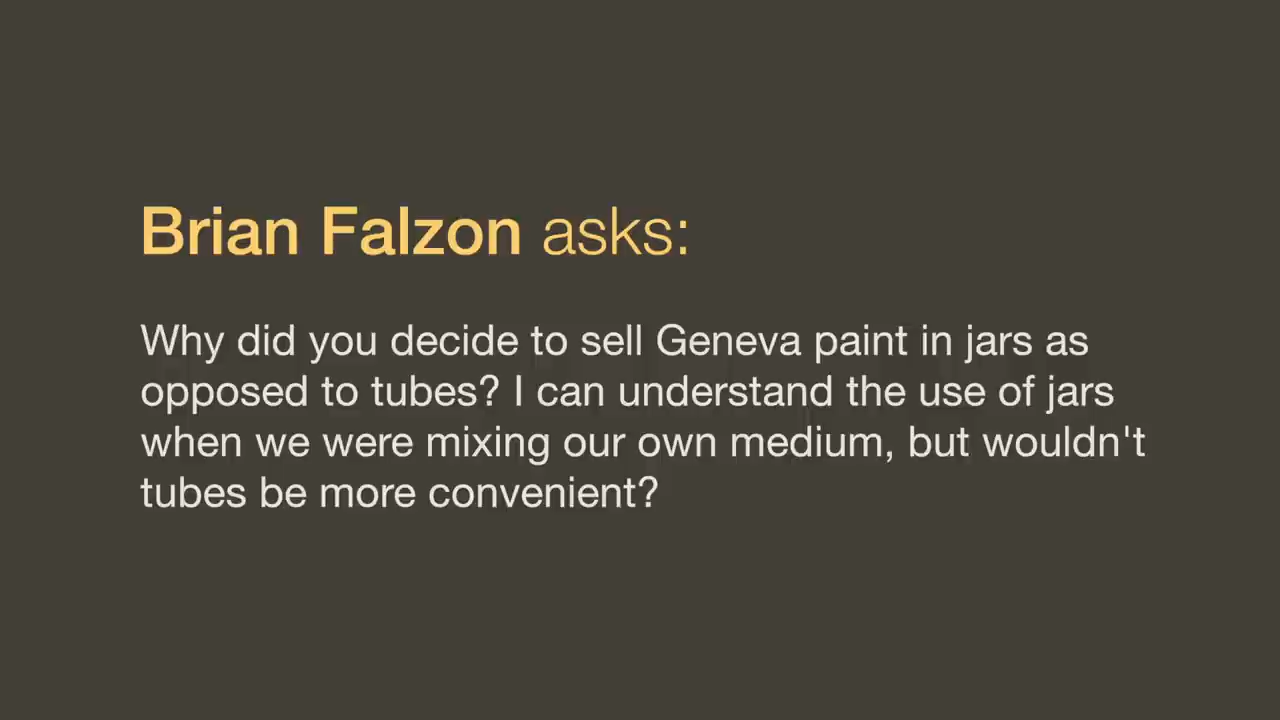 Brian Falzon asks:
Why did you decide to sell Geneva paint in jars as
opposed to tubes? I can understand the use of jars
when we were mixing our own medium, but wouldn't
tubes be more convenient?